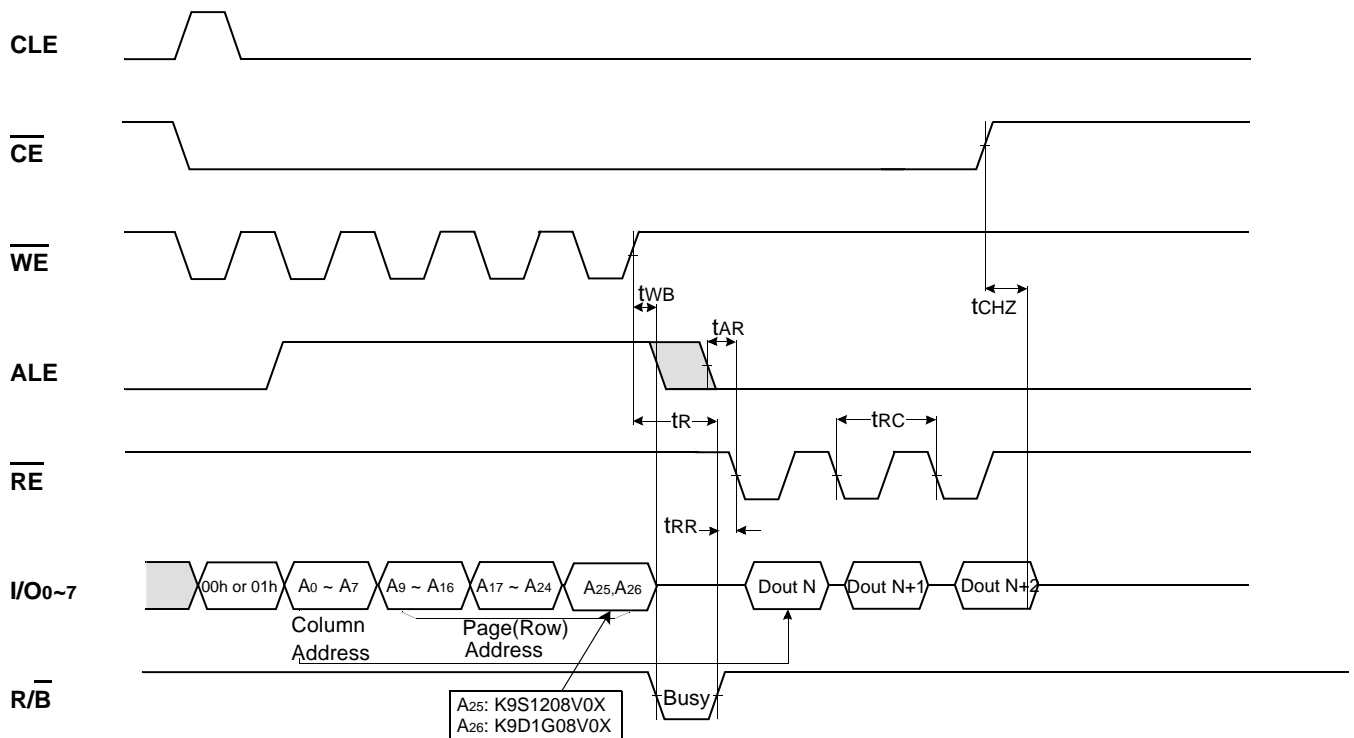 CLE
CE
WE
tWB
tCHZ
tAR
ALE
tR
tRC
RE
tRR
I/O0~7
00h or 01h
A0 ~ A7
A9 ~ A16
A17 ~ A24
A25,A26
Dout N
Dout N+1
Dout N+2
Column
Address
Page(Row)
Address
R/B
Busy
A25: K9S1208V0X
A26: K9D1G08V0X